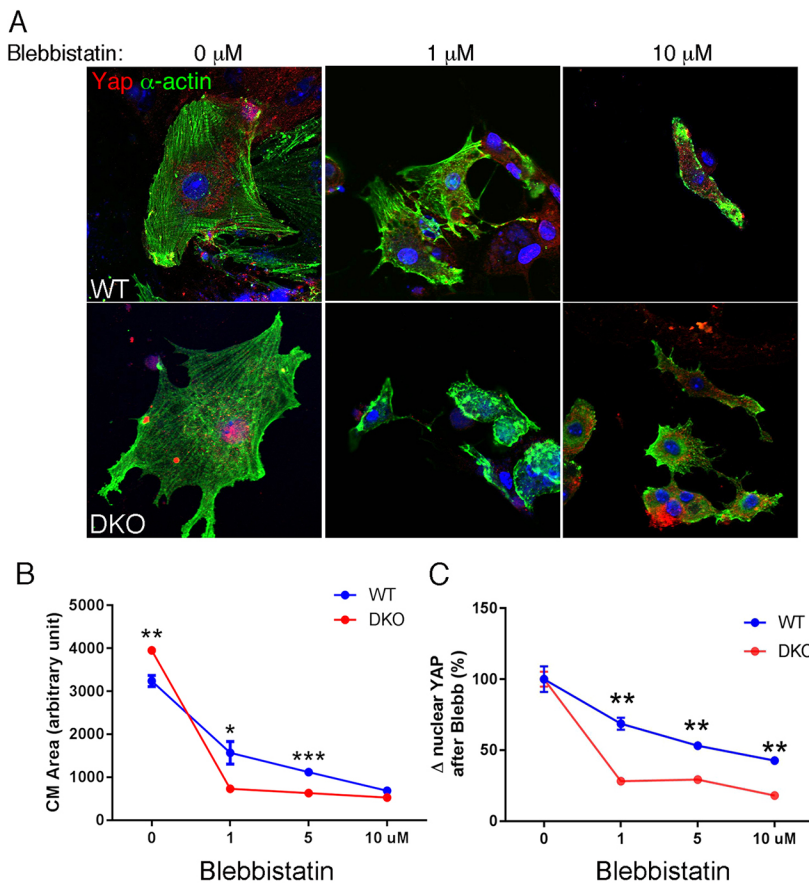 A
Blebbistatin: 0 μM 1 μM 10 μM
Yap α-actin
WT
DKO
B
WT
DKO
CM Area (arbitrary unit)
5000
4000
3000
2000
1000
0
**
*
***
0 1 5 10 uM
Blebbistatin
C
WT
DKO
Δ nuclear YAP
after Blebb (%)
150
100
50
0
**
**
**
0 1 5 10 uM
Blebbistatin